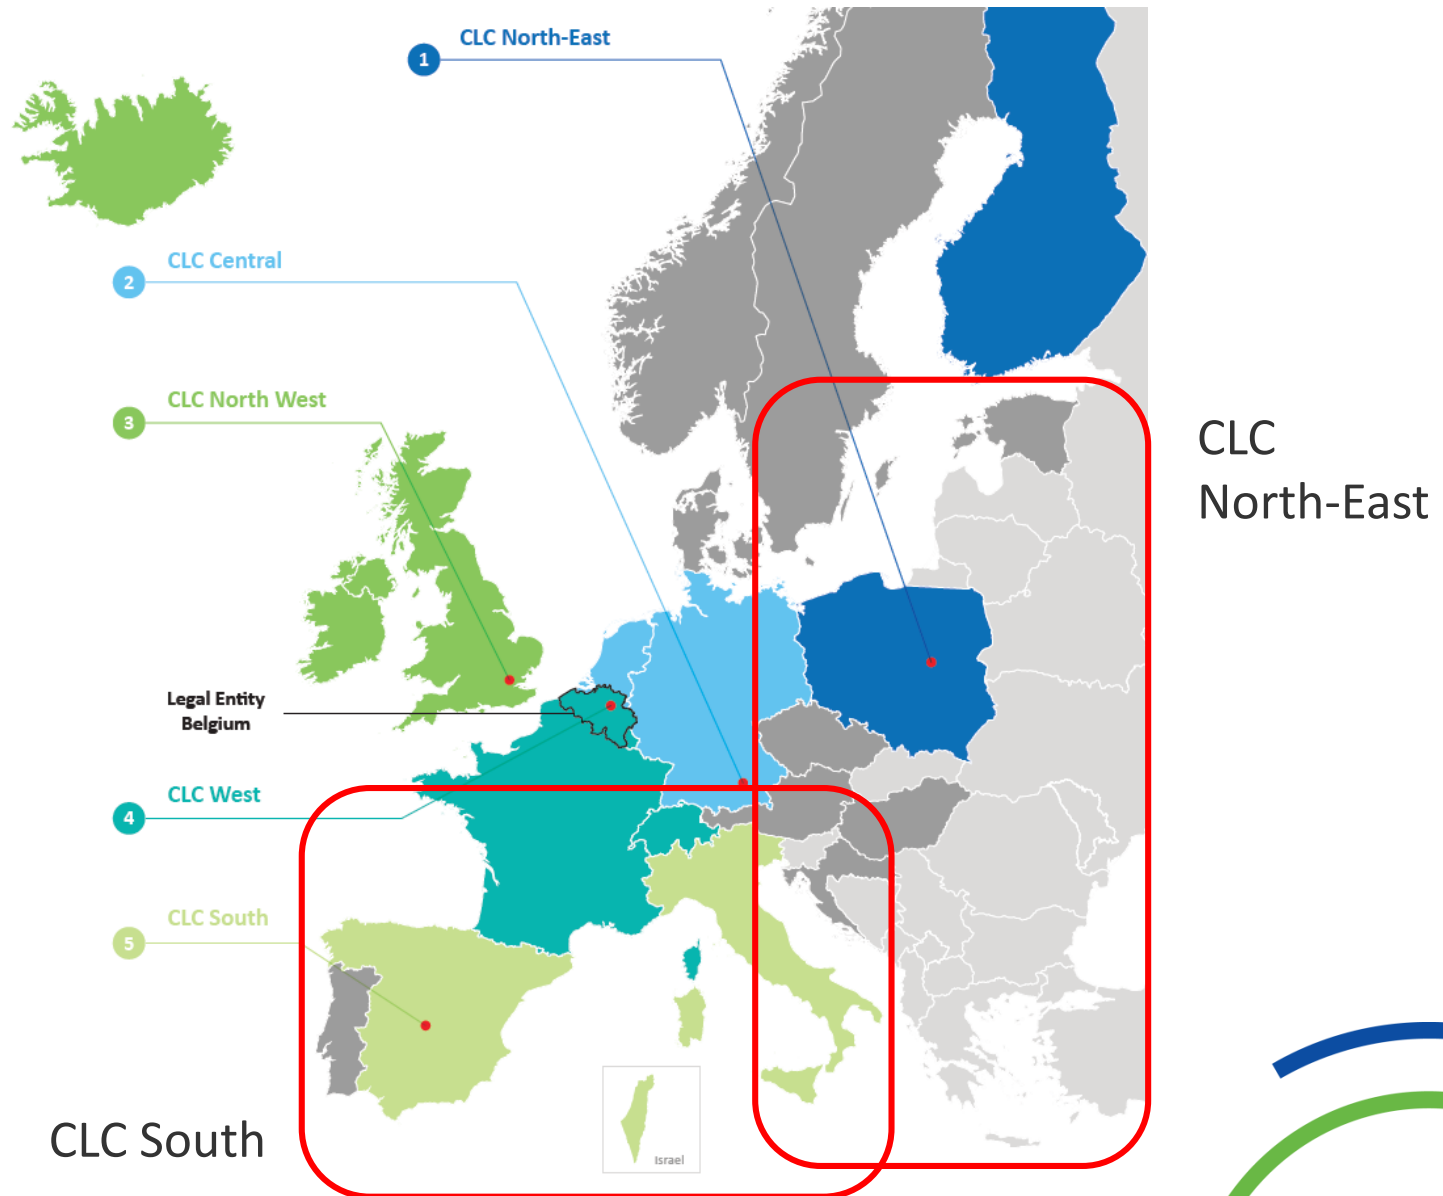 CLC North-East
1
CLC Central
2
CLC North West
3
CLC
North-East
Legal Entity
Belgium
CLC West
4
CLC South
5
CLC South
Israel